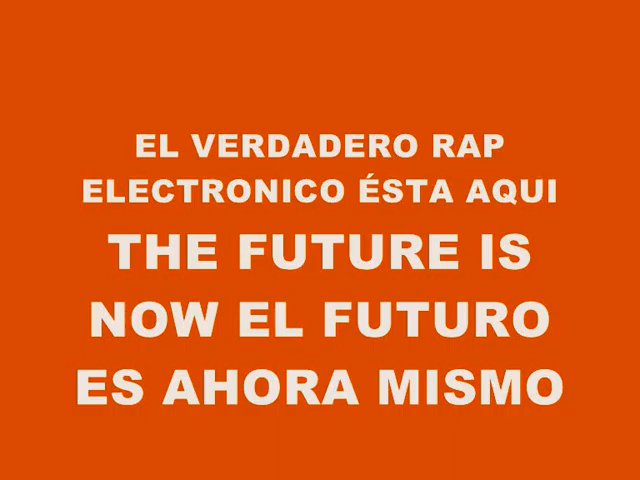 EL VERDADERO RAP
ELECTRONICO ÉSTA AQUI
THE FUTURE IS
NOW EL FUTURO
ES AHORA MISMO